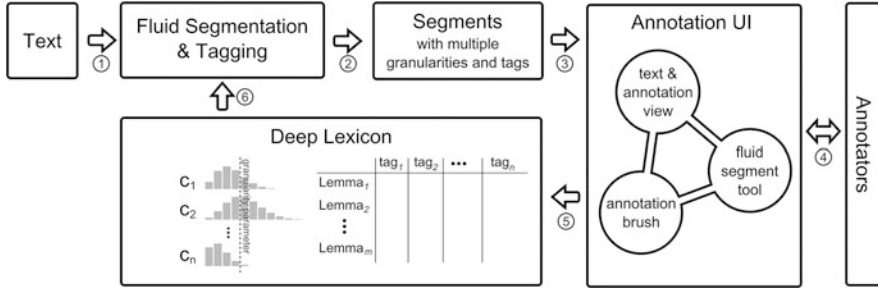 Text
①
Fluid Segmentation
& Tagging
②
Segments
with multiple
granularities and tags
③
Annotation UI
text &
annotation
view
fluid
segment
tool
annotation
brush
④
Annotators
⑤
⑥
Deep Lexicon
granularity parameter
C1
C2
⋮
Cn
tag1 tag2 ••• tagn
Lemma1
Lemma2
⋮
Lemmam